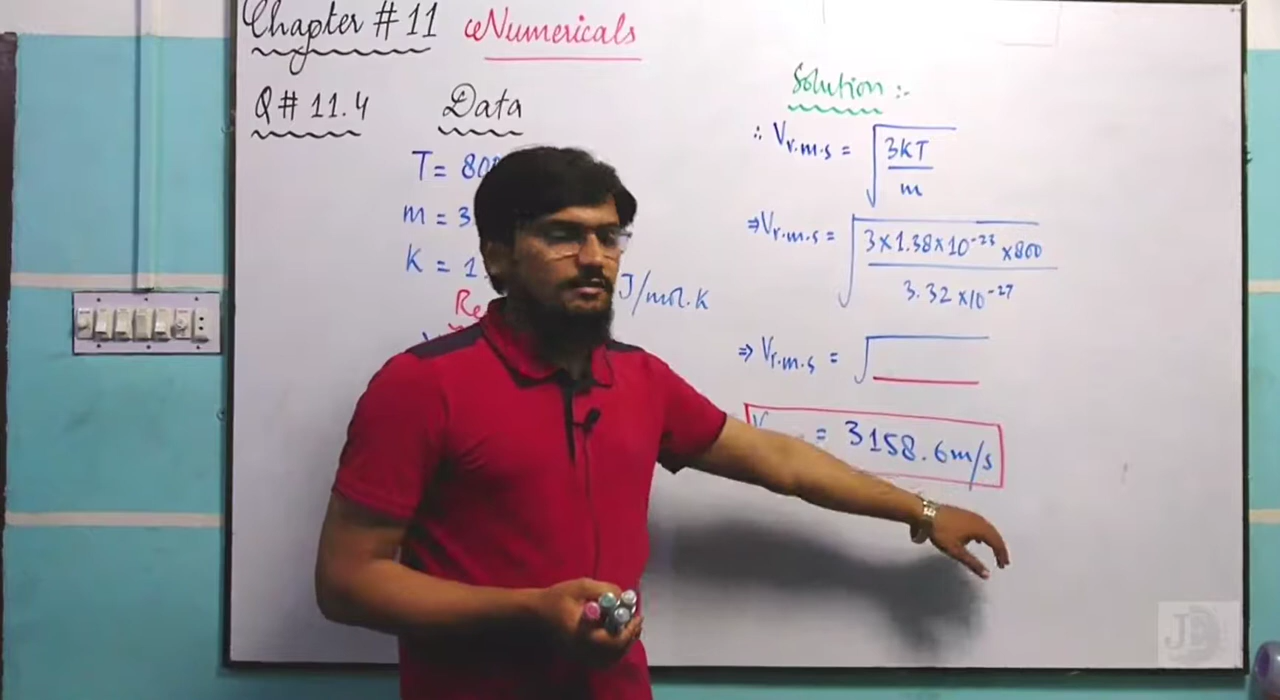 Chapter # 11 Numericals
Q# 11.4 Data
T= 80
m = 3
K = 1. J/mol.K
Re
Solution :-
∴ Vr.m.s = √3KT/m
⇒Vr.m.s = √3×1.38×10⁻²³×800/3.32×10⁻²⁷
⇒ Vr.m.s = √
= 3158.6m/s